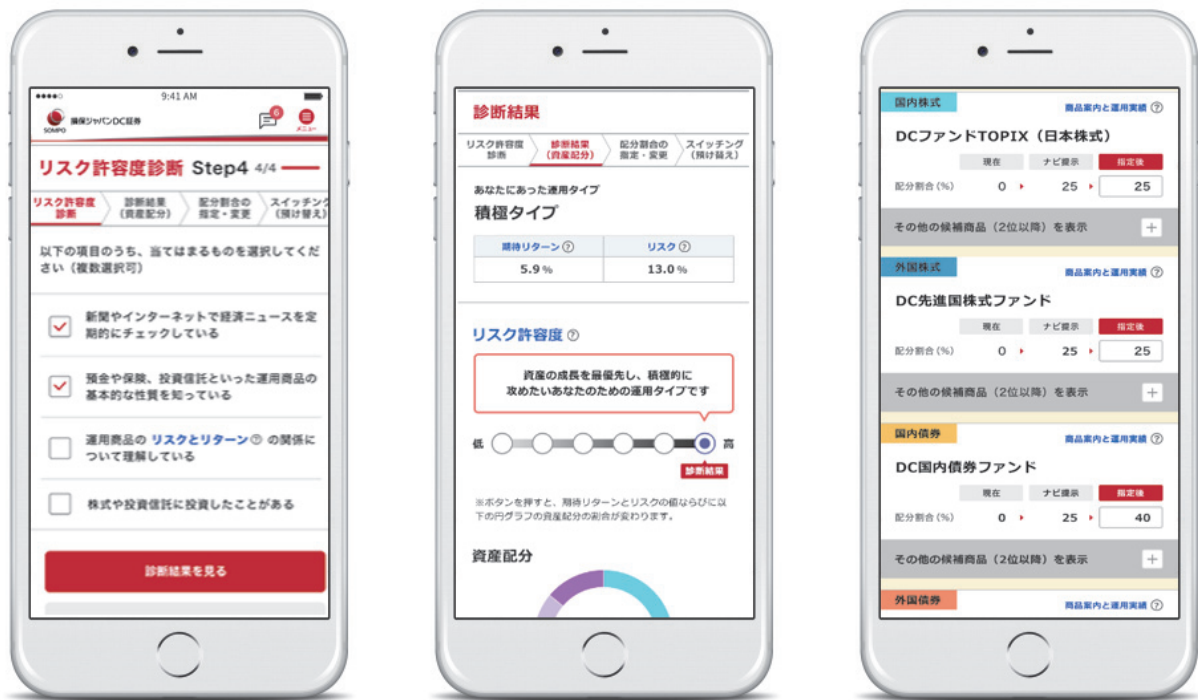 9:41 AM
SOMPO
損保ジャパンDC証券
6
メニュー
リスク許容度診断 Step4 4/4
リスク許容度
診断
診断結果
(資産配分)
配分割合の
指定・変更
スイッチング
(預け替え)
以下の項目のうち、当てはまるものを選択してくだ
さい(複数選択可)
新聞やインターネットで経済ニュースを定
期的にチェックしている
預金や保険、投資信託といった運用商品の
基本的な性質を知っている
運用商品の リスクとリターン? の関係に
ついて理解している
株式や投資信託に投資したことがある
診断結果を見る
診断結果
リスク許容度
診断
診断結果
(資産配分)
配分割合の
指定・変更
スイッチング
(預け替え)
あなたにあった運用タイプ
積極タイプ
期待リターン? リスク?
5.9% 13.0%
リスク許容度?
資産の成長を最優先し、積極的に
攻めたいあなたのための運用タイプです
低 高
診断結果
※ボタンを押すと、期待リターンとリスクの値ならびに以
下の円グラフの資産配分の割合が変わります。
資産配分
国内株式 商品案内と運用実績?
DCファンドTOPIX(日本株式)
現在 ナビ提示 指定後
配分割合(%) 0 25 25
その他の候補商品(2位以降)を表示 +
外国株式 商品案内と運用実績?
DC先進国株式ファンド
現在 ナビ提示 指定後
配分割合(%) 0 25 25
その他の候補商品(2位以降)を表示 +
国内債券 商品案内と運用実績?
DC国内債券ファンド
現在 ナビ提示 指定後
配分割合(%) 0 25 40
その他の候補商品(2位以降)を表示 +
外国債券 商品案内と運用実績?